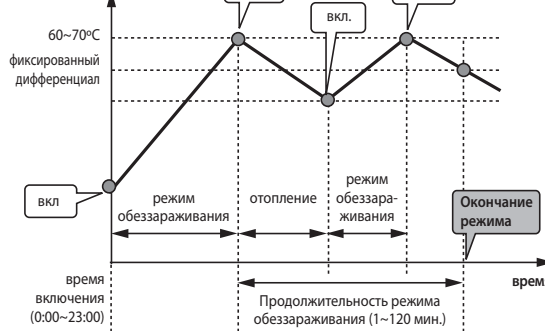 вкл.
60~70ºC
фиксированный
дифференциал
вкл
режим
обеззараживания
отопление
режим
обеззара-
живания
Окончание
режима
время
включения
(0:00~23:00)
Продолжительность режима
обеззараживания (1~120 мин.)